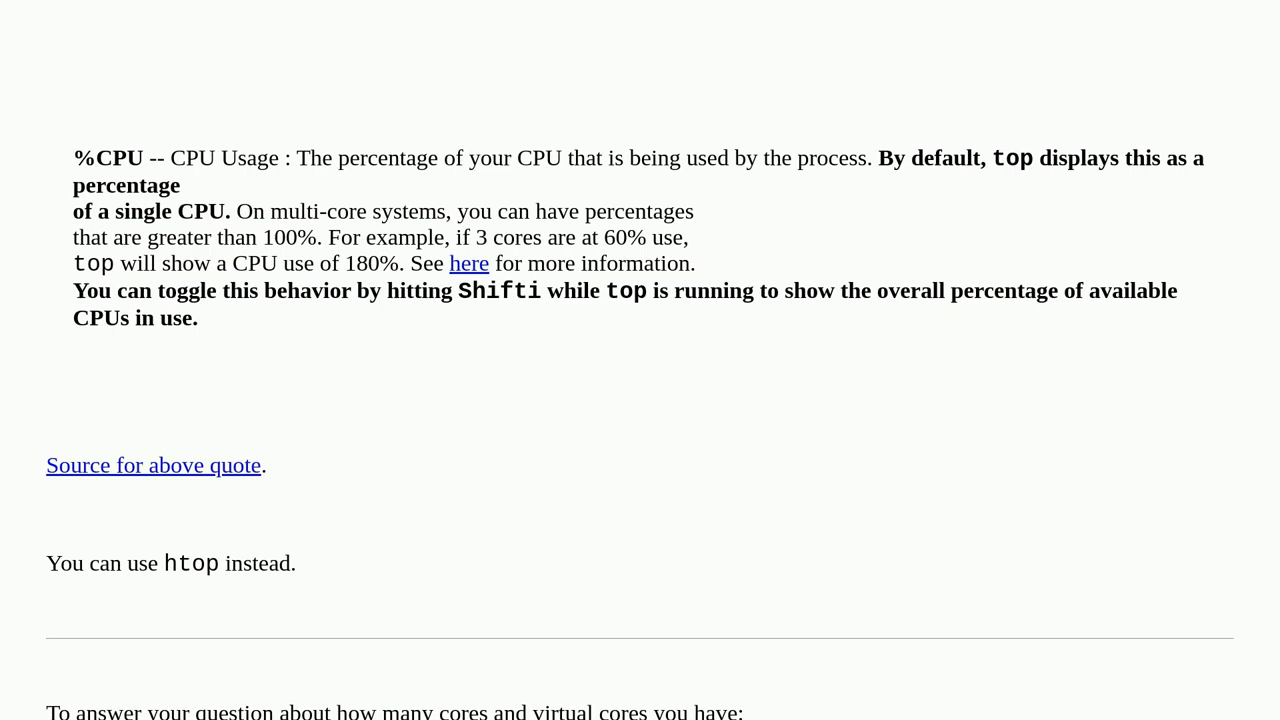 %CPU -- CPU Usage : The percentage of your CPU that is being used by the process. By default, top displays this as a
percentage
of a single CPU. On multi-core systems, you can have percentages
that are greater than 100%. For example, if 3 cores are at 60% use,
top will show a CPU use of 180%. See here for more information.
You can toggle this behavior by hitting Shifti while top is running to show the overall percentage of available
CPUs in use.
Source for above quote.
You can use htop instead.
To answer your question about how many cores and virtual cores you have: